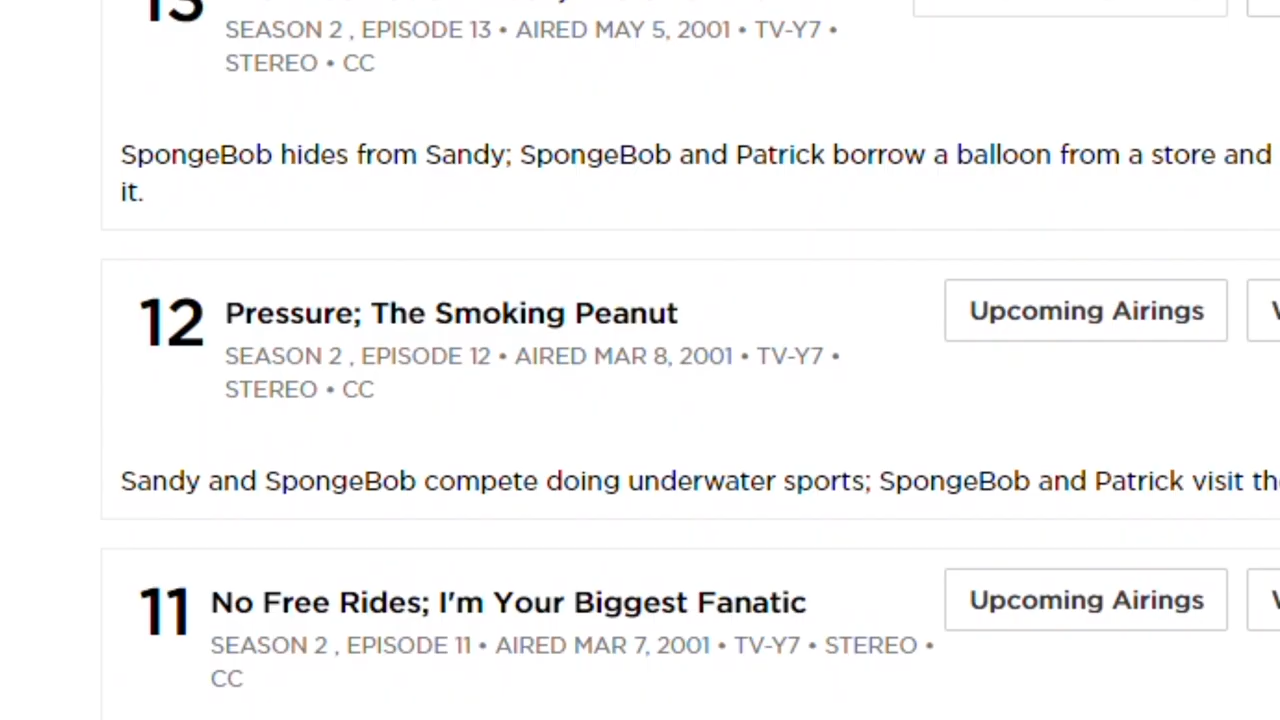 13
SEASON 2 , EPISODE 13 • AIRED MAY 5, 2001 • TV-Y7 •
STEREO • CC
SpongeBob hides from Sandy; SpongeBob and Patrick borrow a balloon from a store and
it.
12
Pressure; The Smoking Peanut
Upcoming Airings
SEASON 2 , EPISODE 12 • AIRED MAR 8, 2001 • TV-Y7 •
STEREO • CC
Sandy and SpongeBob compete doing underwater sports; SpongeBob and Patrick visit
11
No Free Rides; I'm Your Biggest Fanatic
Upcoming Airings
SEASON 2 , EPISODE 11 • AIRED MAR 7, 2001 • TV-Y7 • STEREO •
CC